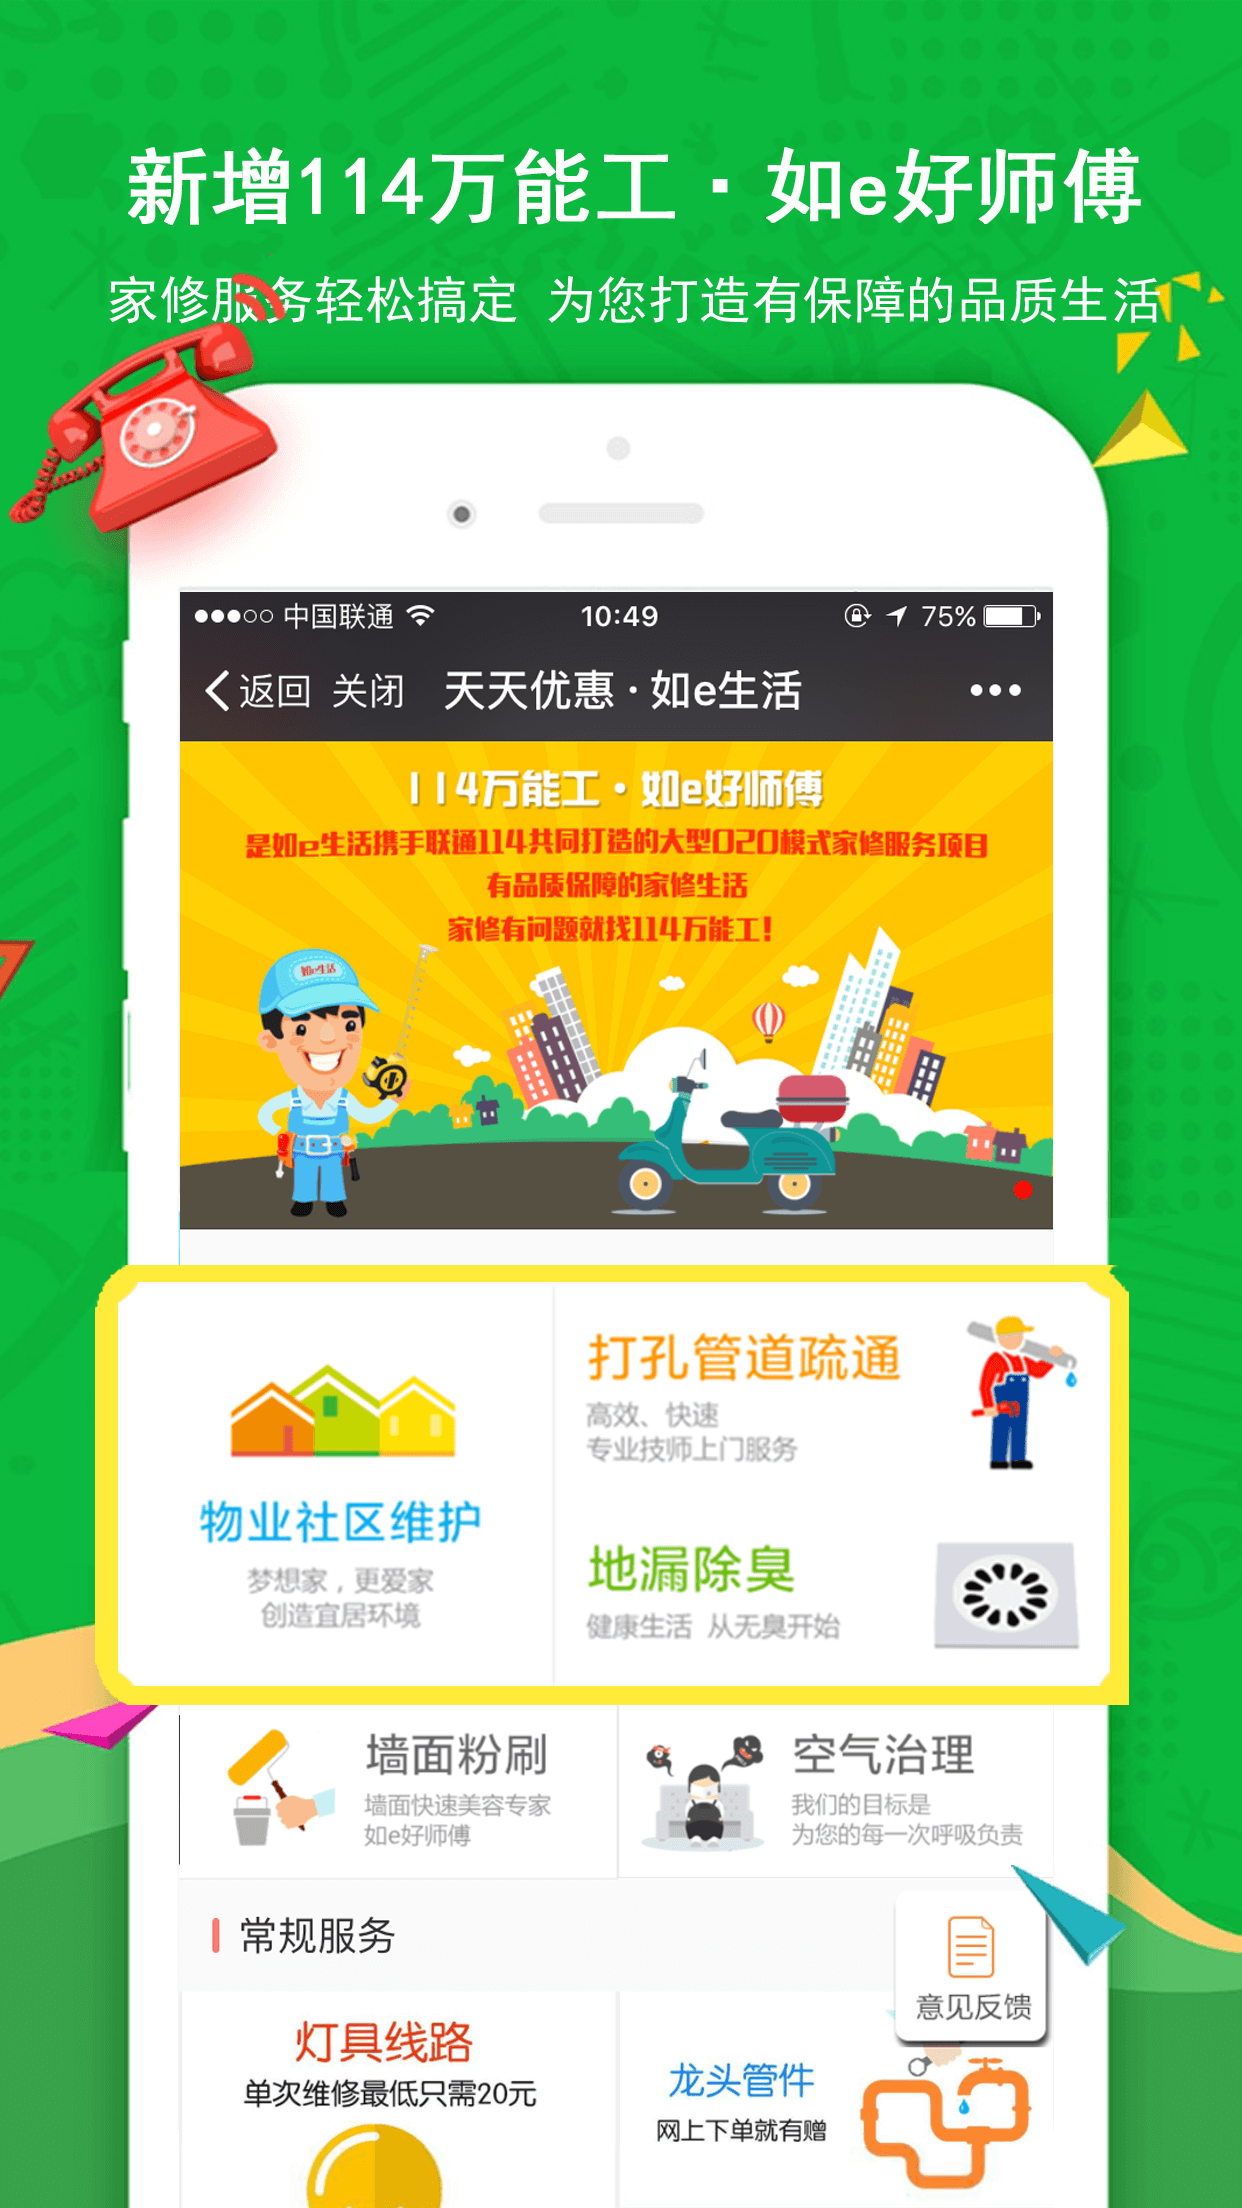 新增114万能工·如e好师傅
家修服务轻松搞定 为您打造有保障的品质生活
中国联通 10:49 75%
返回 关闭 天天优惠·如e生活
114万能工·如e好师傅
是如e生活携手联通114共同打造的大型O2O模式家修服务项目
有品质保障的家修生活
家修有问题就找114万能工!
如e生活
打孔管道疏通
高效、快速
专业技师上门服务
物业社区维护
梦想家，更爱家
创造宜居环境
地漏除臭
健康生活 从无臭开始
墙面粉刷
墙面快速美容专家
如e好师傅
空气治理
我们的目标是
为您的每一次呼吸负责
常规服务
意见反馈
灯具线路
单次维修最低只需20元
龙头管件
网上下单就有赠